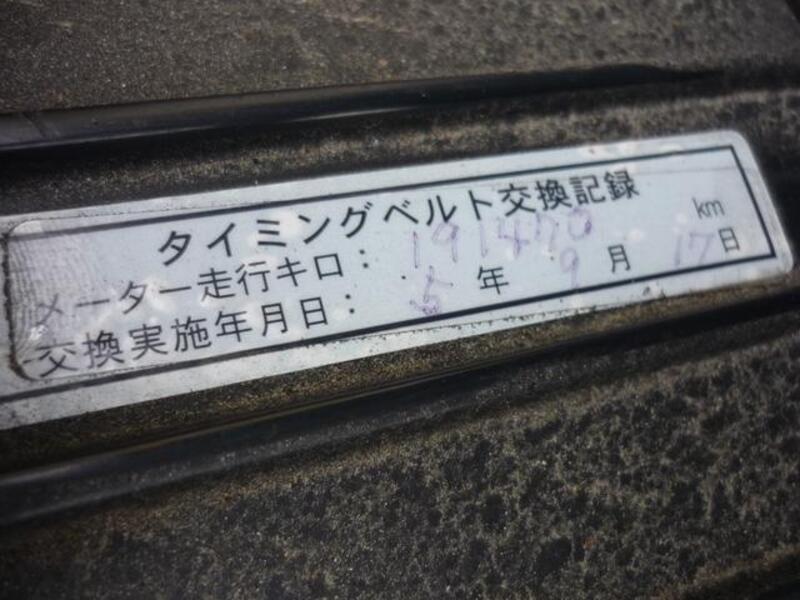 タイミングベルト交換記録
メーター走行キロ： 191470 km
交換実施年月日： 5 年 9 月 17 日